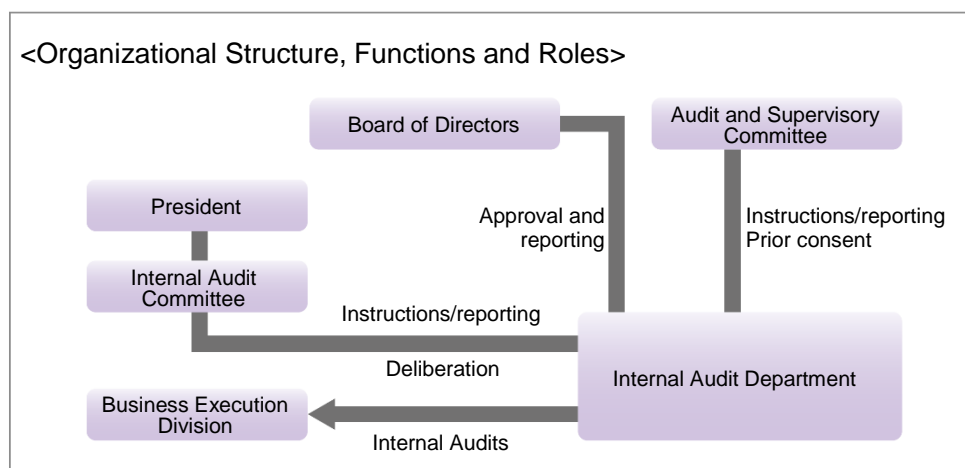 <Organizational Structure, Functions and Roles>
Board of Directors
Audit and Supervisory
Committee
President
Approval and
reporting
Instructions/reporting
Prior consent
Internal Audit
Committee
Instructions/reporting
Deliberation
Internal Audit Department
Business Execution
Division
Internal Audits